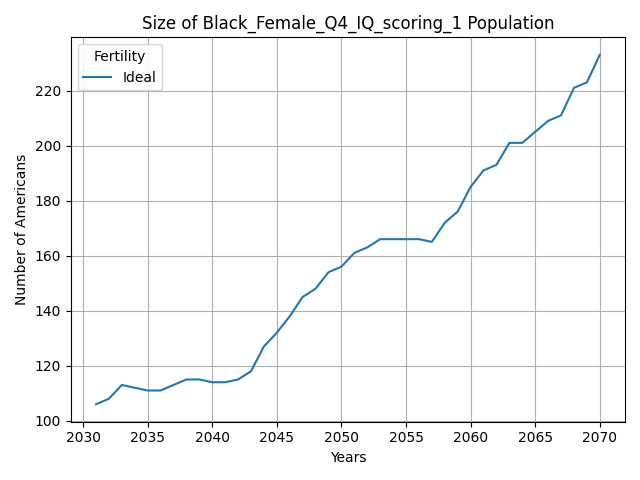 Size of Black_Female_Q4_IQ_scoring_1 Population
Fertility
Ideal
Number of Americans
220
200
180
160
140
120
100
2030 2035 2040 2045 2050 2055 2060 2065 2070
Years